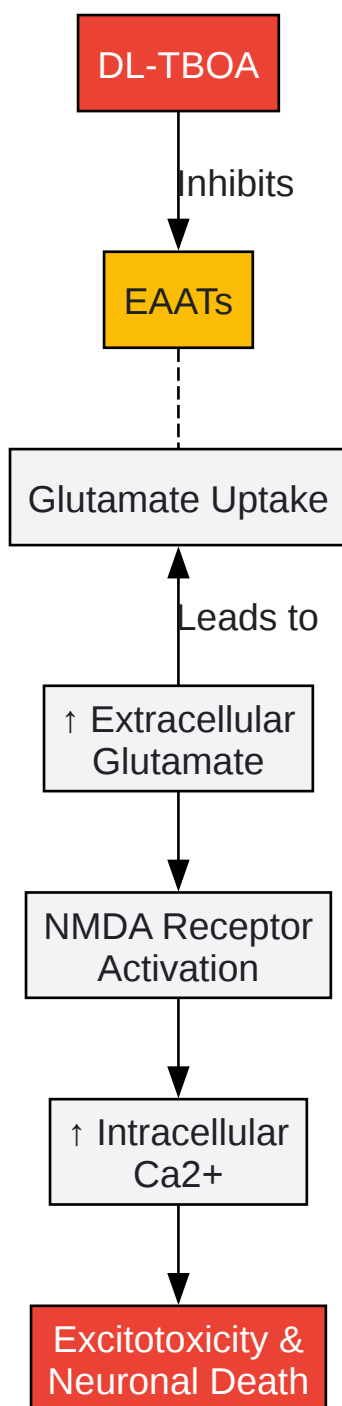 DL-TBOA
Inhibits
EAATs
Glutamate Uptake
Leads to
↑ Extracellular
Glutamate
NMDA Receptor
Activation
↑ Intracellular
Ca2+
Excitotoxicity &
Neuronal Death